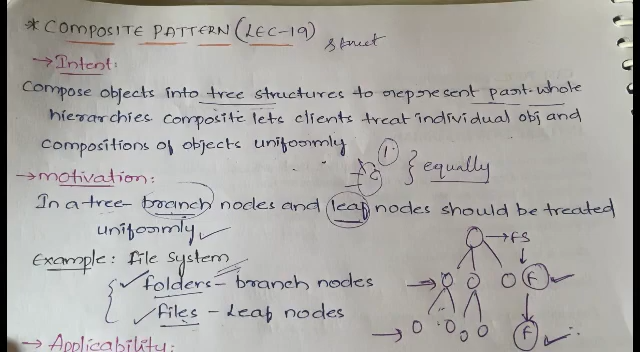 * COMPOSITE PATTERN (LEC-19) struct
→ Intent:
Compose objects into tree structures to represent part-whole
hierarchies composite lets clients treat individual obj and
compositions of objects uniformly
1
} equally
→ motivation:
In a tree - branch nodes and leaf nodes should be treated
uniformly ✓
→ FS
Example: file system
{ ✓ folders - branch nodes
→ O O O F ✓
✓ files - Leaf nodes
→ O O O O F ✓
→ Applicability: